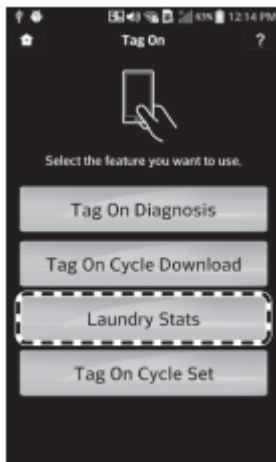 63% 12:14 PM
Tag On ?
Select the feature you want to use.
Tag On Diagnosis
Tag On Cycle Download
Laundry Stats
Tag On Cycle Set